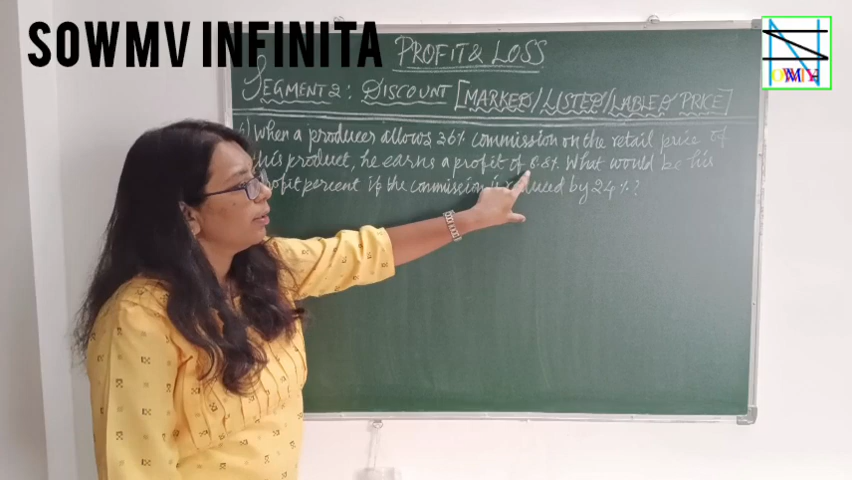 SOWMV INFINITA
PROFIT & LOSS
SEGMENT 2 : DISCOUNT [MARKED/LISTED/LABLED PRICE]
6) When a producer allows 36% commission on the retail price of
this product, he earns a profit of 8.8%. What would be his
profit percent if the commission is reduced by 24%?